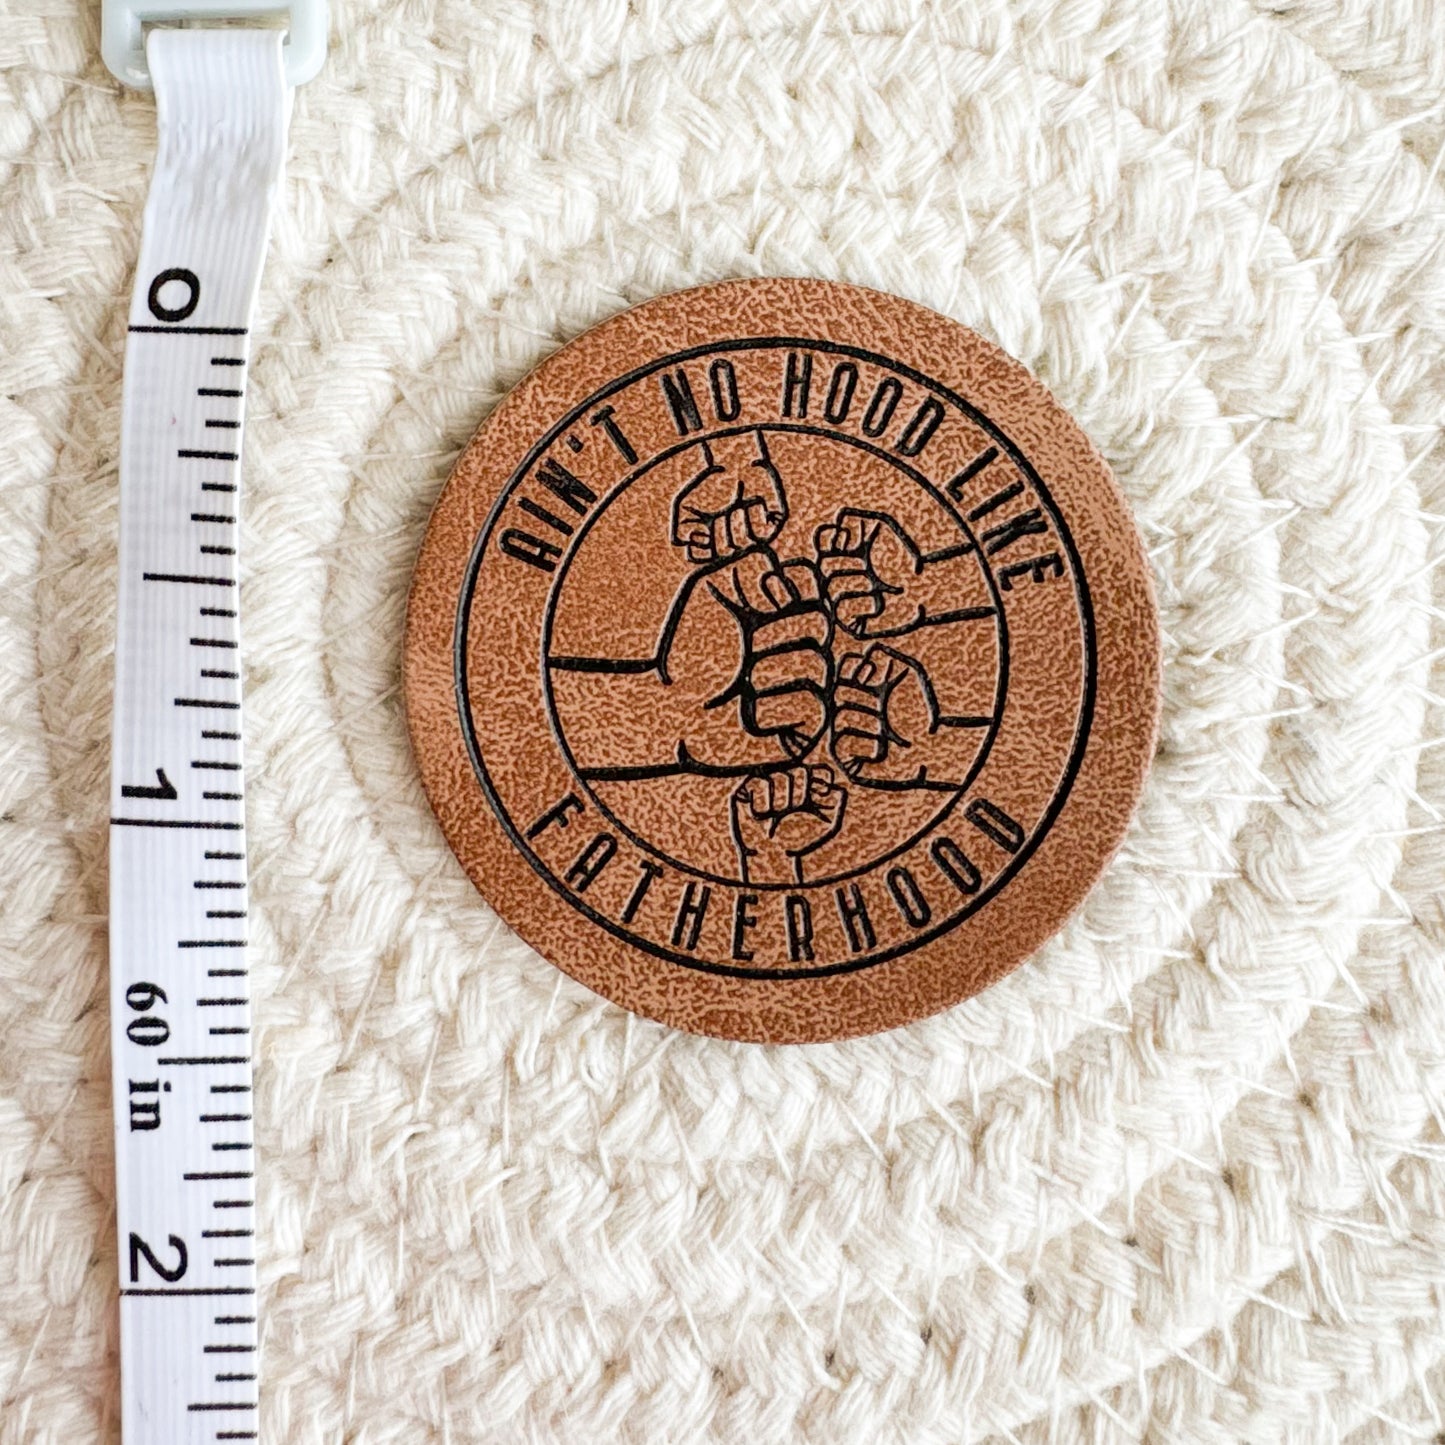 0
1
60 in
2
AIN'T NO HOOD LIKE
FATHERHOOD